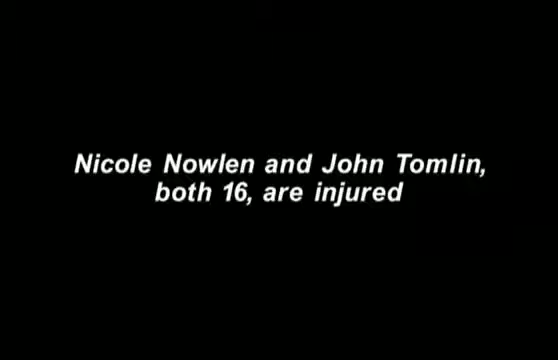 Nicole Nowlen and John Tomlin,
both 16, are injured